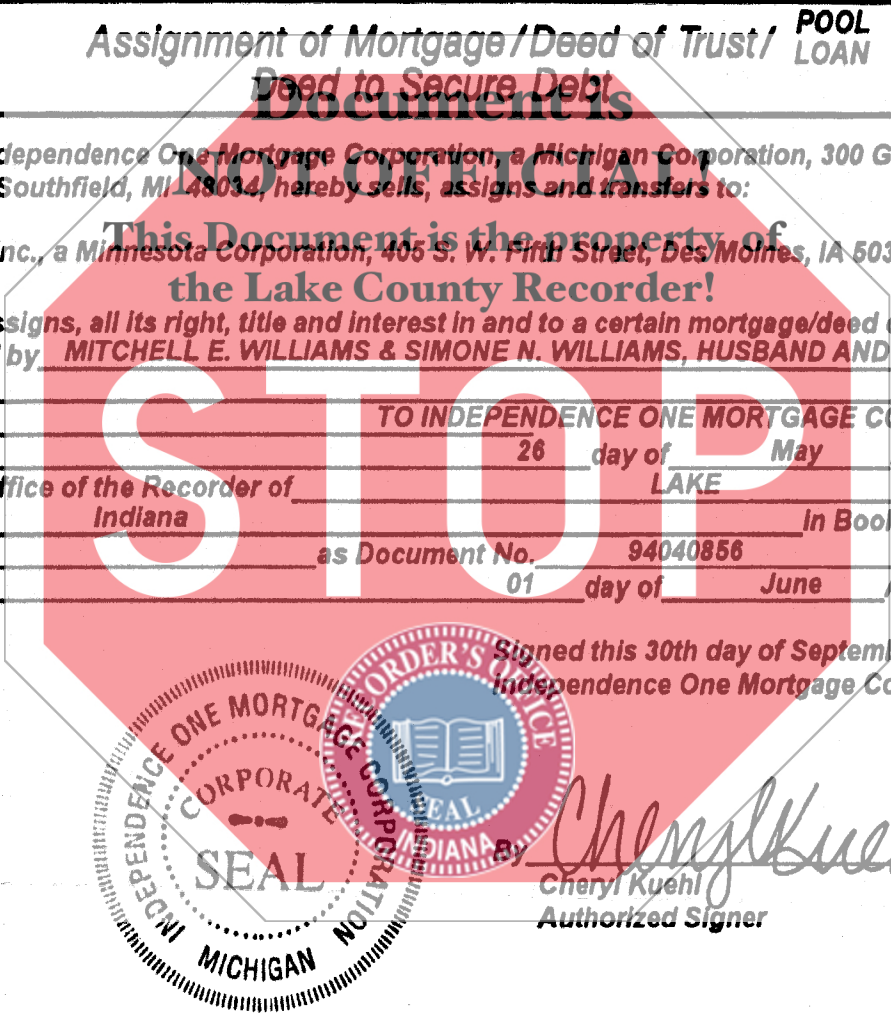 Assignment of Mortgage/Deed of Trust/ POOL
LOAN
Deed to Secure Debt
Document is
dependence One Mortgage Corporation, a Michigan Corporation, 300 G
NOT OFFICIAL!
Southfield, MI 48034, hereby sells, assigns and transfers to:
This Document is the property of
nc., a Minnesota Corporation, 405 S. W. Fifth Street, Des Moines, IA 503
the Lake County Recorder!
ssigns, all its right, title and interest in and to a certain mortgage/deed
by MITCHELL E. WILLIAMS & SIMONE N. WILLIAMS, HUSBAND AND
STOP
TO INDEPENDENCE ONE MORTGAGE CO
26 day of May
ffice of the Recorder of LAKE
Indiana in Book
as Document No. 94040856
01 day of June
Signed this 30th day of Septemb
Independence One Mortgage Co
RECORDER'S OFFICE
SEAL
INDIANA
INDEPENDENCE ONE MORTGAGE CORPORATION
CORPORATE
SEAL
MICHIGAN
By Cheryl Kue
Cheryl Kuehl
Authorized Signer